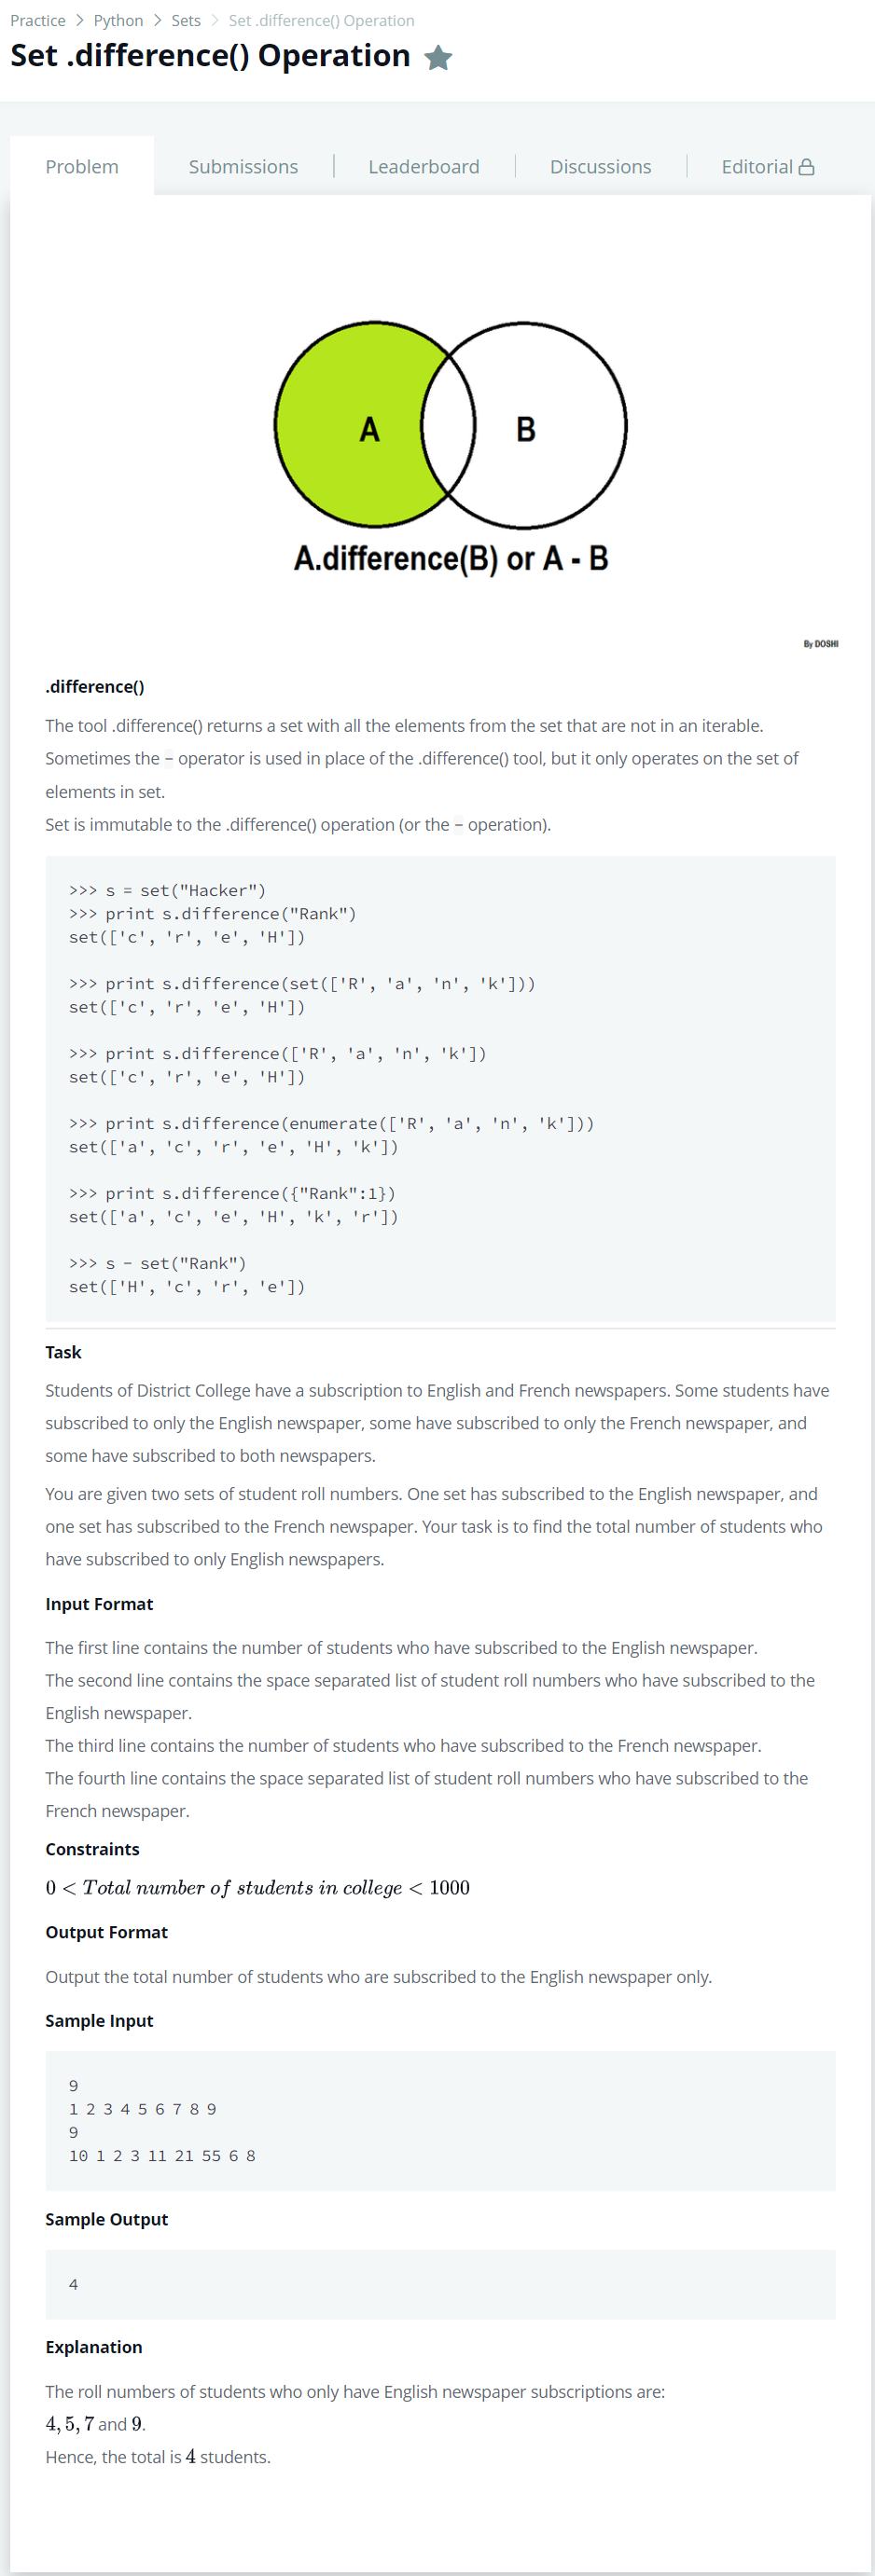 Practice > Python > Sets > Set .difference() Operation
Set .difference() Operation
Problem
Submissions
Leaderboard
Discussions
Editorial
A
B
A.difference(B) or A - B
By DOSHI
.difference()
The tool .difference() returns a set with all the elements from the set that are not in an iterable.
Sometimes the - operator is used in place of the .difference() tool, but it only operates on the set of
elements in set.
Set is immutable to the .difference() operation (or the - operation).
>>> s = set("Hacker")
>>> print s.difference("Rank")
set(['c', 'r', 'e', 'H'])
>>> print s.difference(set(['R', 'a', 'n', 'k']))
set(['c', 'r', 'e', 'H'])
>>> print s.difference(['R', 'a', 'n', 'k'])
set(['c', 'r', 'e', 'H'])
>>> print s.difference(enumerate(['R', 'a', 'n', 'k']))
set(['a', 'c', 'r', 'e', 'H', 'k'])
>>> print s.difference({"Rank":1})
set(['a', 'c', 'e', 'H', 'k', 'r'])
>>> s - set("Rank")
set(['H', 'c', 'r', 'e'])
Task
Students of District College have a subscription to English and French newspapers. Some students have
subscribed to only the English newspaper, some have subscribed to only the French newspaper, and
some have subscribed to both newspapers.
You are given two sets of student roll numbers. One set has subscribed to the English newspaper, and
one set has subscribed to the French newspaper. Your task is to find the total number of students who
have subscribed to only English newspapers.
Input Format
The first line contains the number of students who have subscribed to the English newspaper.
The second line contains the space separated list of student roll numbers who have subscribed to the
English newspaper.
The third line contains the number of students who have subscribed to the French newspaper.
The fourth line contains the space separated list of student roll numbers who have subscribed to the
French newspaper.
Constraints
0 < Total number of students in college < 1000
Output Format
Output the total number of students who are subscribed to the English newspaper only.
Sample Input
9
1 2 3 4 5 6 7 8 9
9
10 1 2 3 11 21 55 6 8
Sample Output
4
Explanation
The roll numbers of students who only have English newspaper subscriptions are:
4, 5, 7 and 9.
Hence, the total is 4 students.